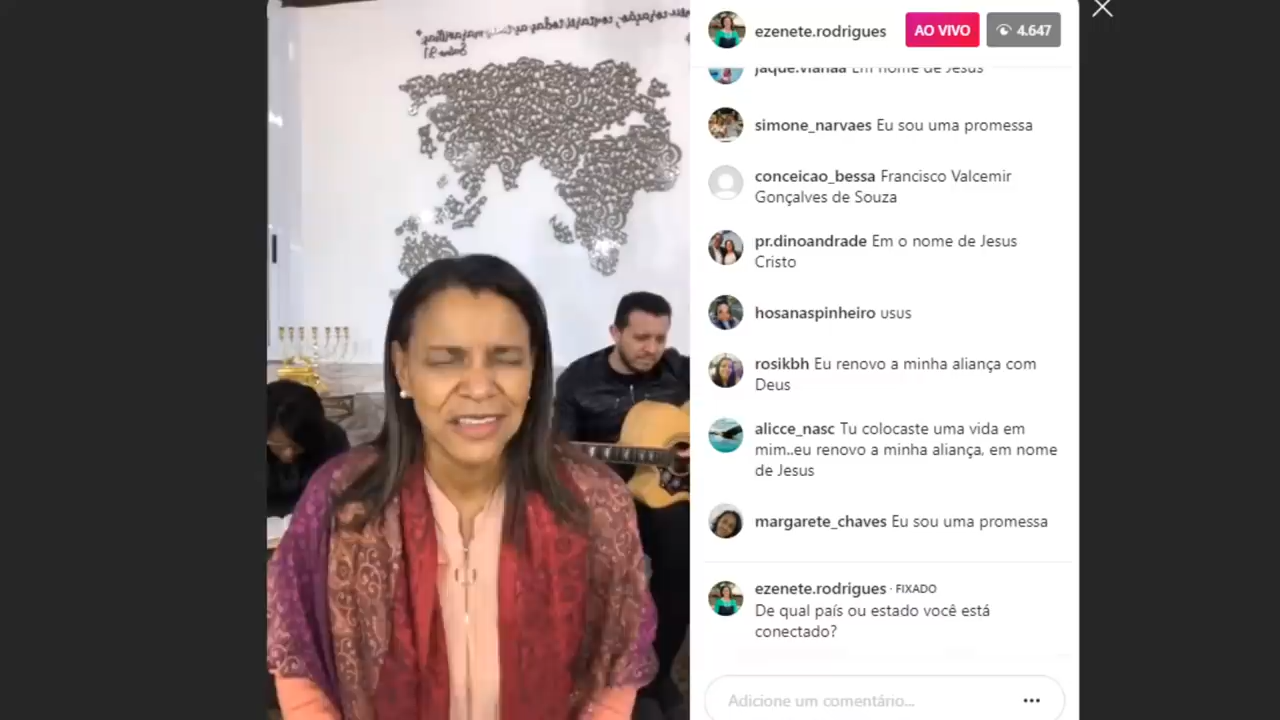 ezenete.rodrigues AO VIVO 4.647
jaque.vianaa Em nome de Jesus
simone_narvaes Eu sou uma promessa
conceicao_bessa Francisco Valcemir
Gonçalves de Souza
pr.dinoandrade Em o nome de Jesus
Cristo
hosanaspinheiro usus
rosikbh Eu renovo a minha aliança com
Deus
alicce_nasc Tu colocaste uma vida em
mim..eu renovo a minha aliança, em nome
de Jesus
margarete_chaves Eu sou uma promessa
ezenete.rodrigues · FIXADO
De qual país ou estado você está
conectado?
Adicione um comentário...